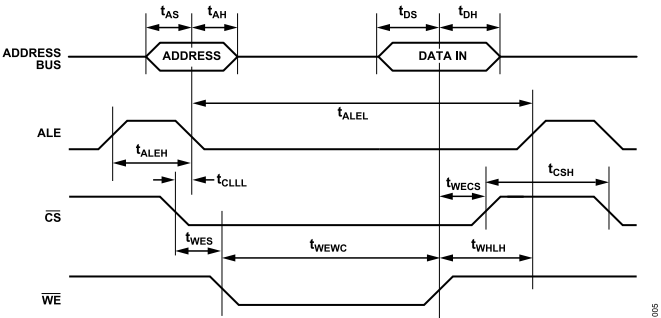 tAS tAH tDS tDH
ADDRESS BUS
ADDRESS DATA IN
tALEL
ALE
tALEH
tCLLL
tWECS tCSH
CS
tWES tWEWC tWHLH
WE
005